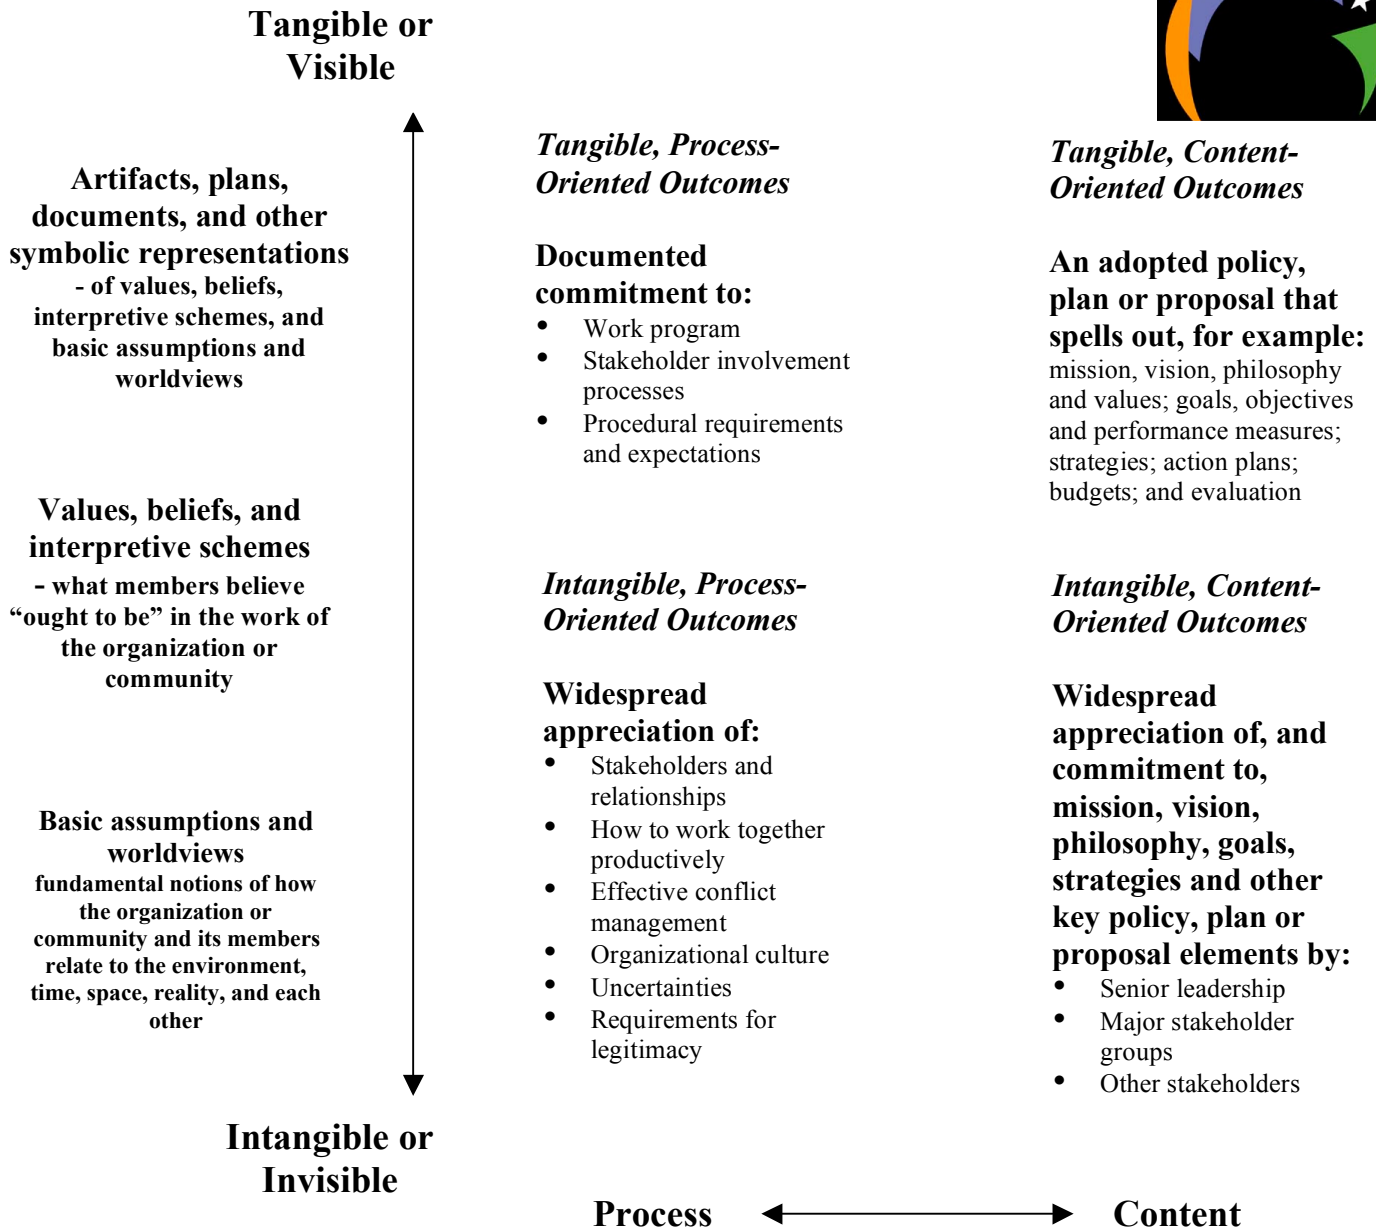 Tangible or
Visible
Artifacts, plans,
documents, and other
symbolic representations
- of values, beliefs,
interpretive schemes, and
basic assumptions and
worldviews
Values, beliefs, and
interpretive schemes
– what members believe
“ought to be” in the work of
the organization or
community
Basic assumptions and
worldviews
fundamental notions of how
the organization or
community and its members
relate to the environment,
time, space, reality, and each
other
Intangible or
Invisible
Tangible, Process-
Oriented Outcomes
Documented
commitment to:
• Work program
• Stakeholder involvement
processes
• Procedural requirements
and expectations
Tangible, Content-
Oriented Outcomes
An adopted policy,
plan or proposal that
spells out, for example:
mission, vision, philosophy
and values; goals, objectives
and performance measures;
strategies; action plans;
budgets; and evaluation
Intangible, Process-
Oriented Outcomes
Widespread
appreciation of:
• Stakeholders and
relationships
• How to work together
productively
• Effective conflict
management
• Organizational culture
• Uncertainties
• Requirements for
legitimacy
Intangible, Content-
Oriented Outcomes
Widespread
appreciation of, and
commitment to,
mission, vision,
philosophy, goals,
strategies and other
key policy, plan or
proposal elements by:
• Senior leadership
• Major stakeholder
groups
• Other stakeholders
Process Content